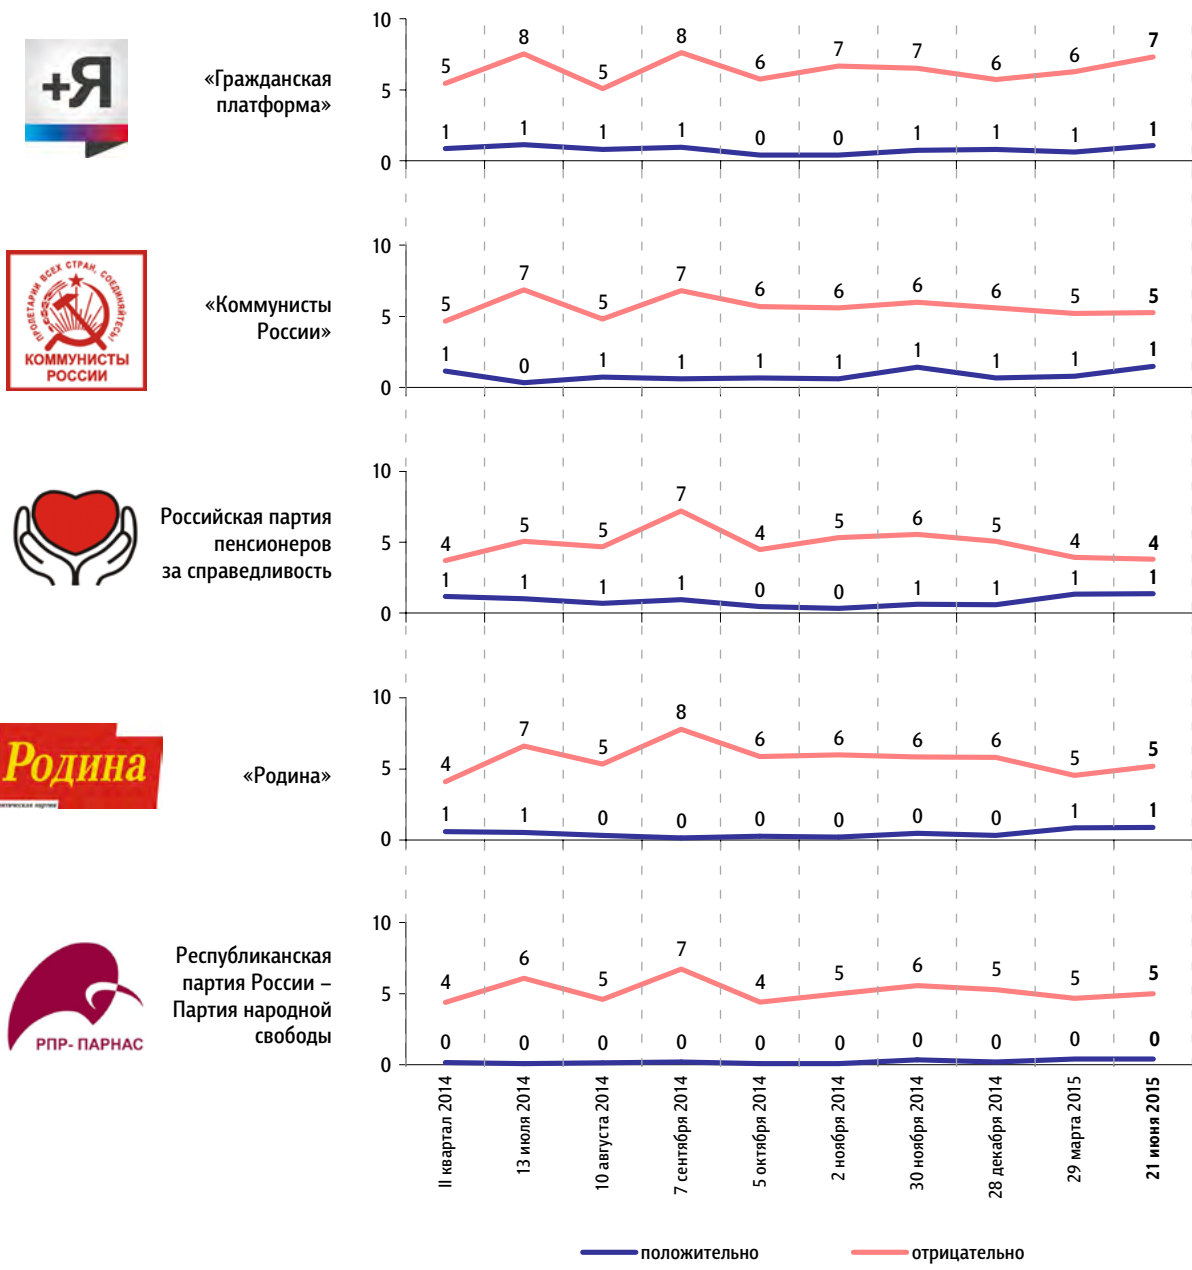 +Я
«Гражданская
платформа»
10
5
0
5 8 5 8 6 7 7 6 6 7
1 1 1 1 0 0 1 1 1 1
ПРОЛЕТАРИИ ВСЕХ СТРАН, СОЕДИНЯЙТЕСЬ!
КОММУНИСТЫ
РОССИИ
«Коммунисты
России»
10
5
0
5 7 5 7 6 6 6 6 5 5
1 0 1 1 1 1 1 1 1 1
Российская партия
пенсионеров
за справедливость
10
5
0
4 5 5 7 4 5 6 5 4 4
1 1 1 1 0 0 1 1 1 1
Родина
партия
«Родина»
10
5
0
4 7 5 8 6 6 6 6 5 5
1 1 0 0 0 0 0 0 1 1
РПР- ПАРНАС
Республиканская
партия России –
Партия народной
свободы
10
5
0
4 6 5 7 4 5 6 5 5 5
0 0 0 0 0 0 0 0 0 0
II квартал 2014
13 июля 2014
10 августа 2014
7 сентября 2014
5 октября 2014
2 ноября 2014
30 ноября 2014
28 декабря 2014
29 марта 2015
21 июня 2015
положительно
отрицательно